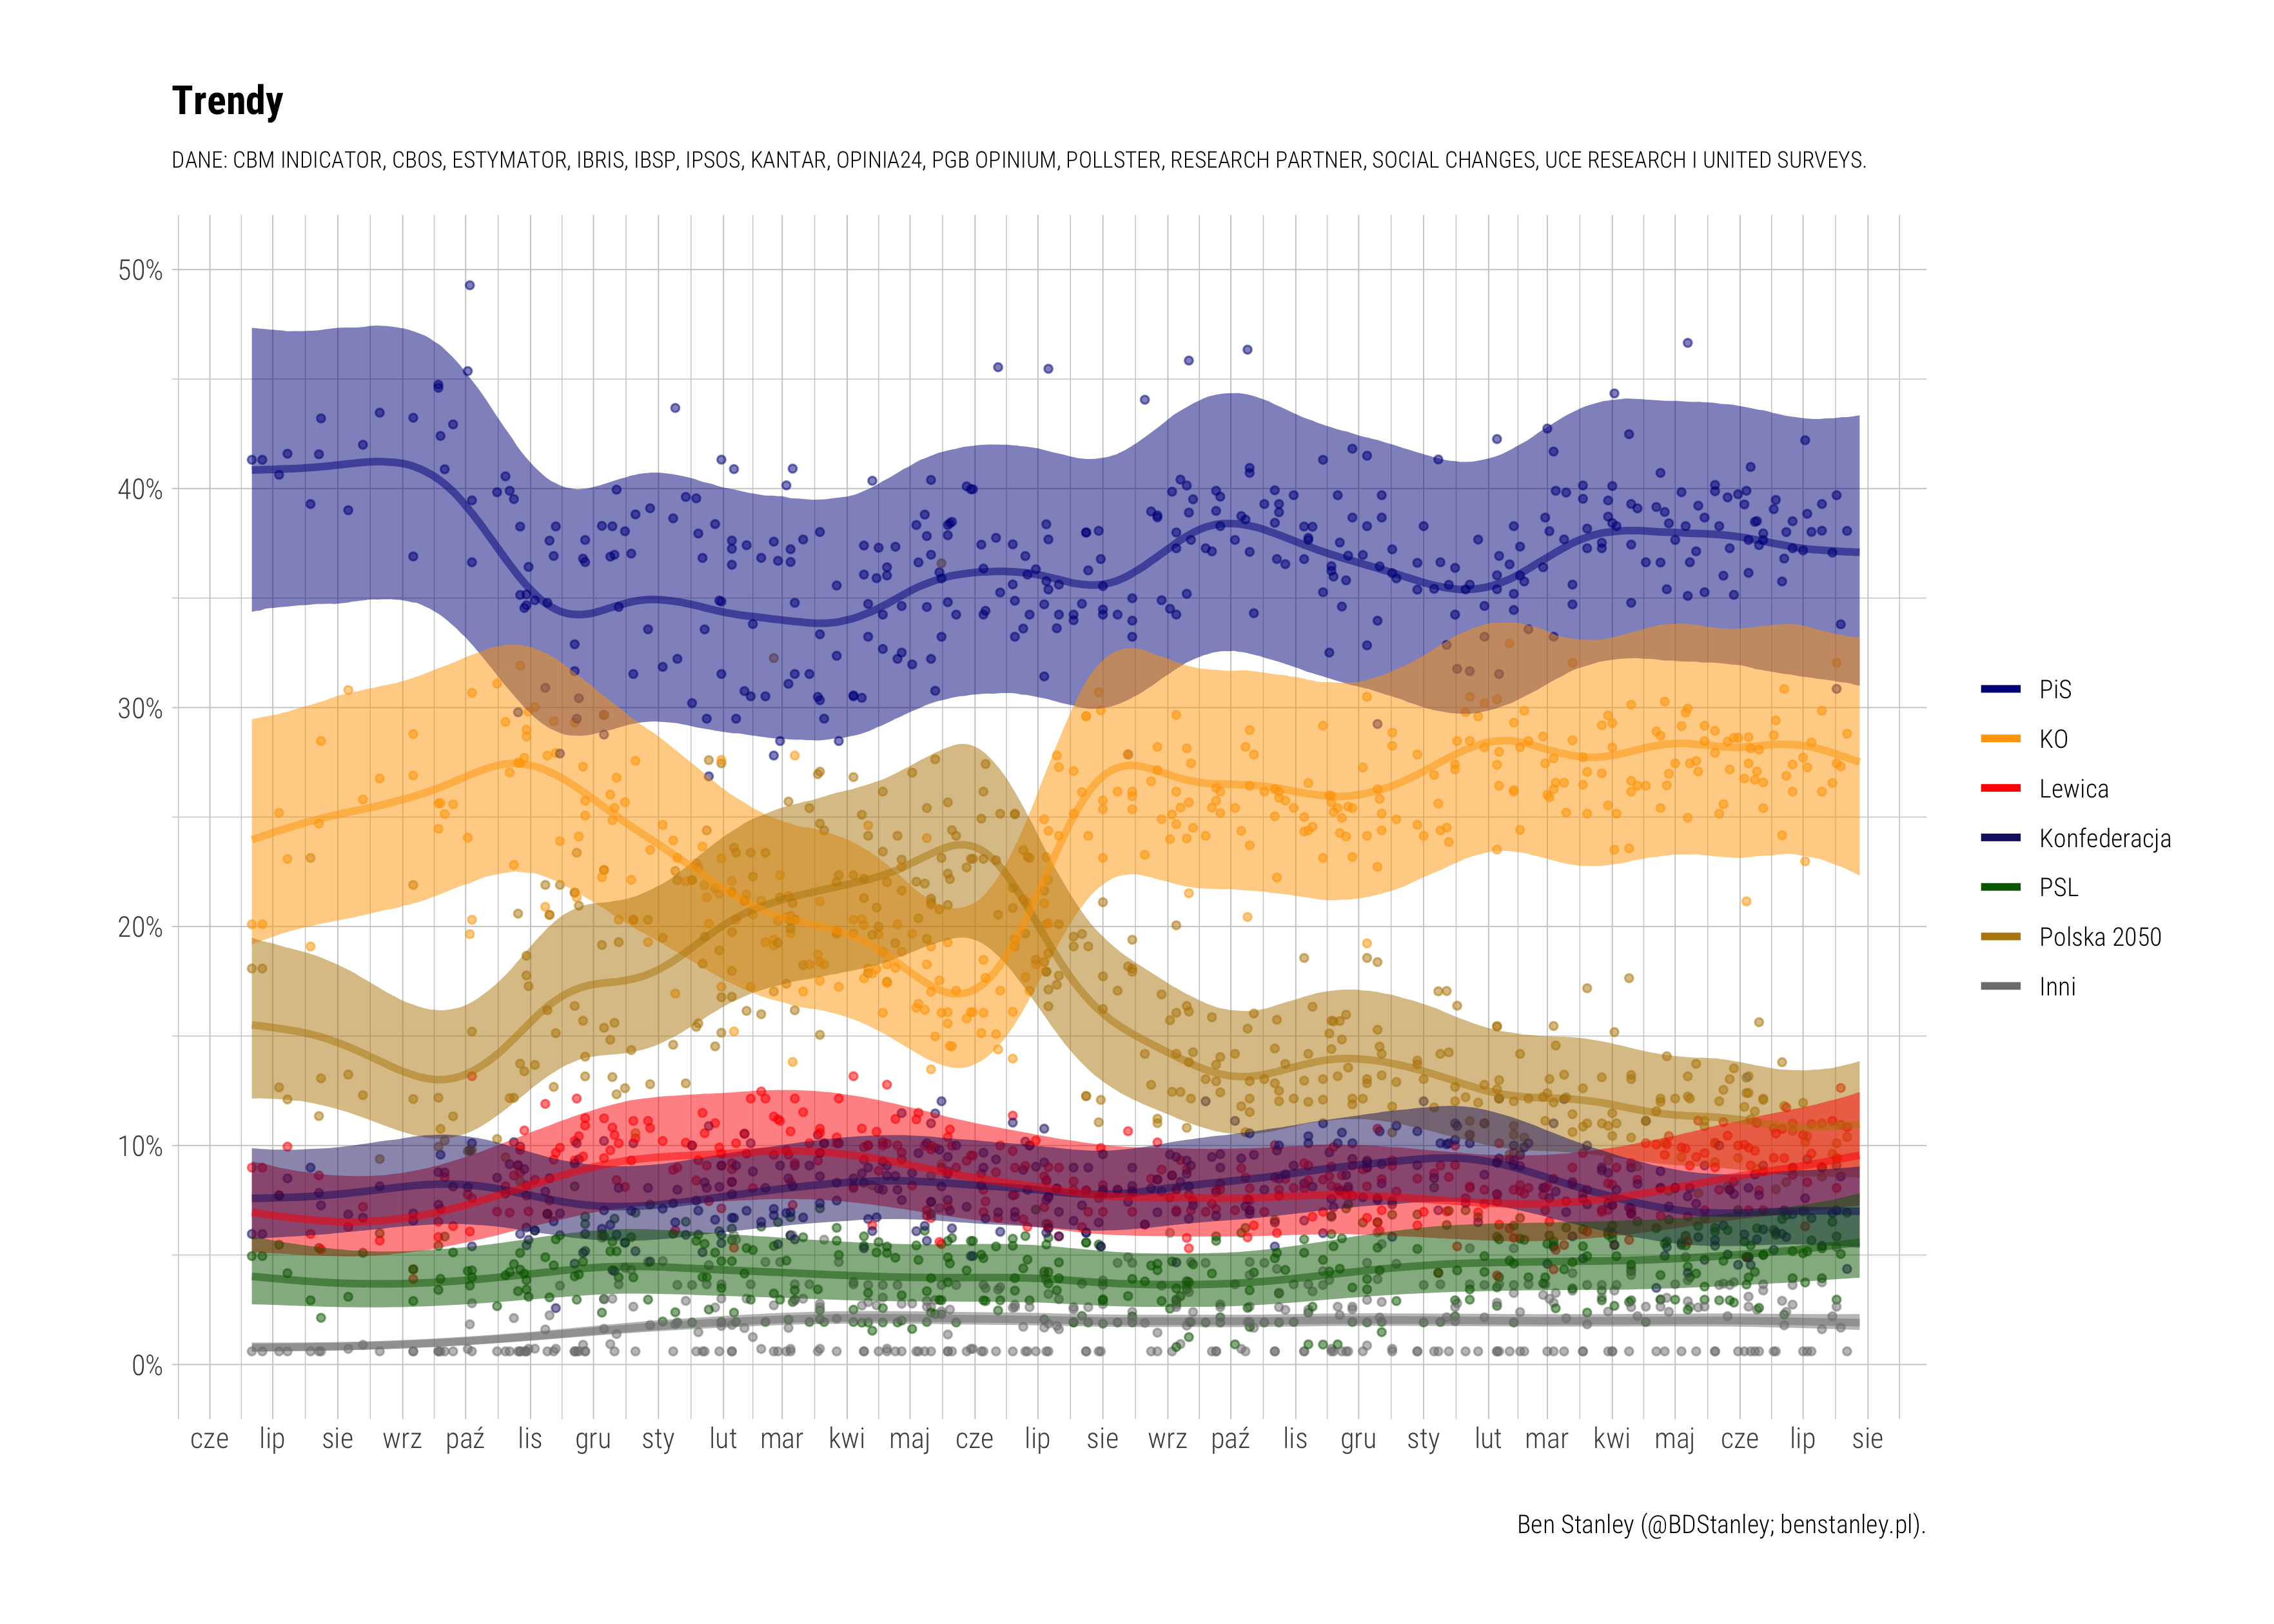 Trendy
DANE: CBM INDICATOR, CBOS, ESTYMATOR, IBRIS, IBSP, IPSOS, KANTAR, OPINIA24, PGB OPINIUM, POLLSTER, RESEARCH PARTNER, SOCIAL CHANGES, UCE RESEARCH I UNITED SURVEYS.
50%
40%
30%
20%
10%
0%
cze lip sie wrz paź lis gru sty lut mar kwi maj cze lip sie wrz paź lis gru sty lut mar kwi maj cze lip sie
PiS
KO
Lewica
Konfederacja
PSL
Polska 2050
Inni
Ben Stanley (@BDStanley; benstanley.pl).